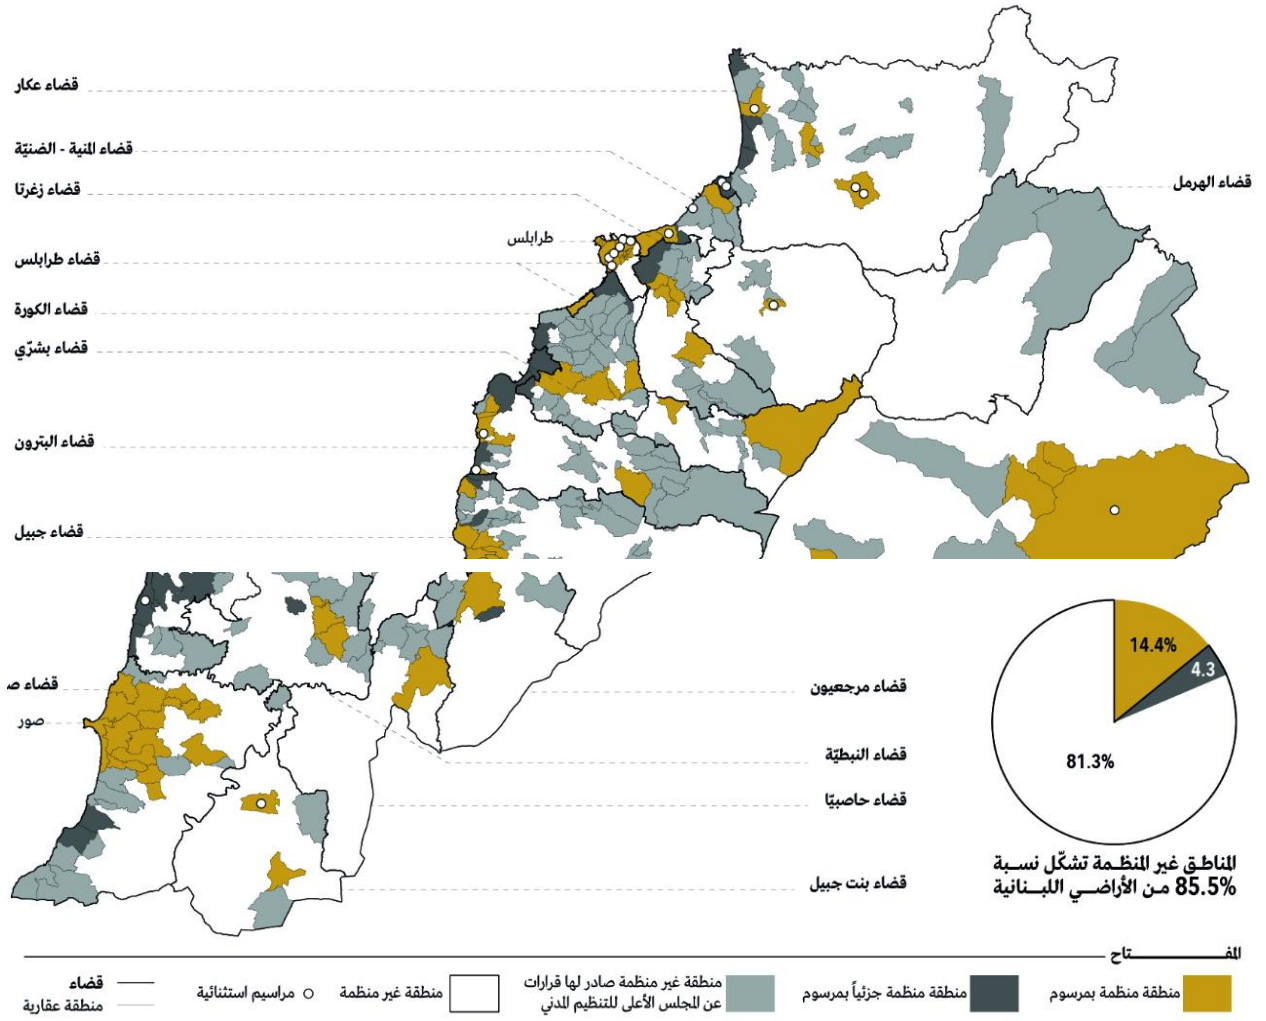 قضاء عكار
قضاء المنية - الضنيّة
قضاء زغرتا
قضاء الهرمل
طرابلس
قضاء طرابلس
قضاء الكورة
قضاء بشرّي
قضاء البترون
قضاء جبيل
قضاء ص
صور
قضاء مرجعيون
قضاء النبطيّة
قضاء حاصبيّا
قضاء بنت جبيل
14.4%
4.3
81.3%
المناطق غير المنظمة تشكّل نسبة
85.5% من الأراضي اللبنانية
المفتاح
منطقة منظمة بمرسوم
منطقة منظمة جزئياً بمرسوم
منطقة غير منظمة صادر لها قرارات
عن المجلس الأعلى للتنظيم المدني
منطقة غير منظمة
مراسيم استثنائية
قضاء
منطقة عقارية